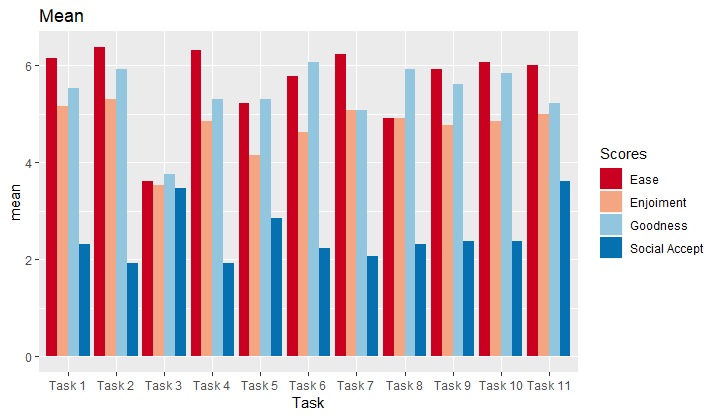 Mean
mean
6
4
2
0
Task 1 Task 2 Task 3 Task 4 Task 5 Task 6 Task 7 Task 8 Task 9 Task 10 Task 11
Task
Scores
Ease
Enjoiment
Goodness
Social Accept